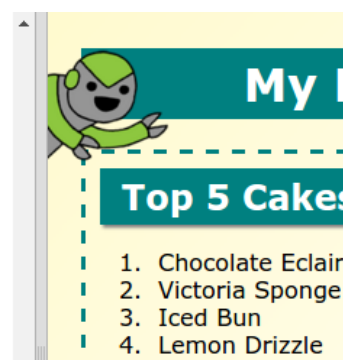 My
Top 5 Cakes
1. Chocolate Eclair
2. Victoria Sponge
3. Iced Bun
4. Lemon Drizzle